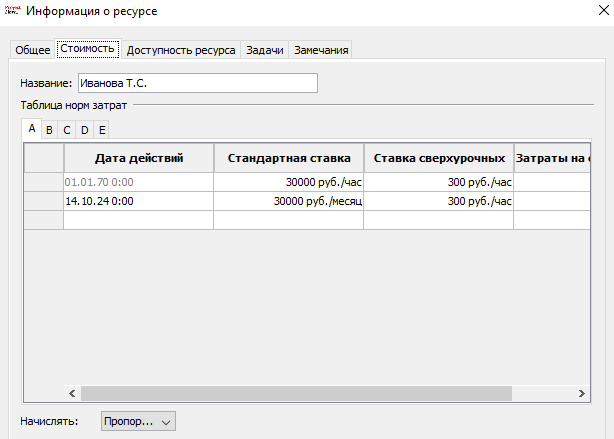 Информация о ресурсе
Общее Стоимость Доступность ресурса Задачи Замечания
Название: Иванова Т.С.
Таблица норм затрат
A B C D E
Дата действий Стандартная ставка Ставка сверхурочных Затраты на
01.01.70 0:00 30000 руб./час 300 руб./час
14.10.24 0:00 30000 руб./месяц 300 руб./час
Начислять: Пропор...